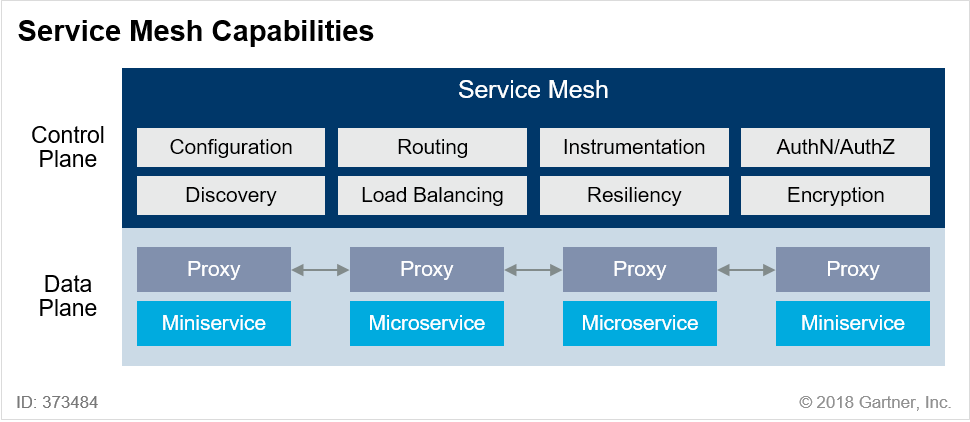 Service Mesh Capabilities
Service Mesh
Control
Plane
Configuration
Routing
Instrumentation
AuthN/AuthZ
Discovery
Load Balancing
Resiliency
Encryption
Data
Plane
Proxy
Proxy
Proxy
Proxy
Miniservice
Microservice
Microservice
Miniservice
ID: 373484
© 2018 Gartner, Inc.